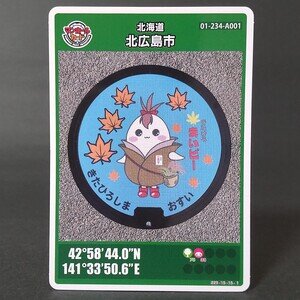 北海道
01-234-A001
北広島市
まいピー
きたひろしま
おすい
42°58'44.0"N
141°33'50.6"E